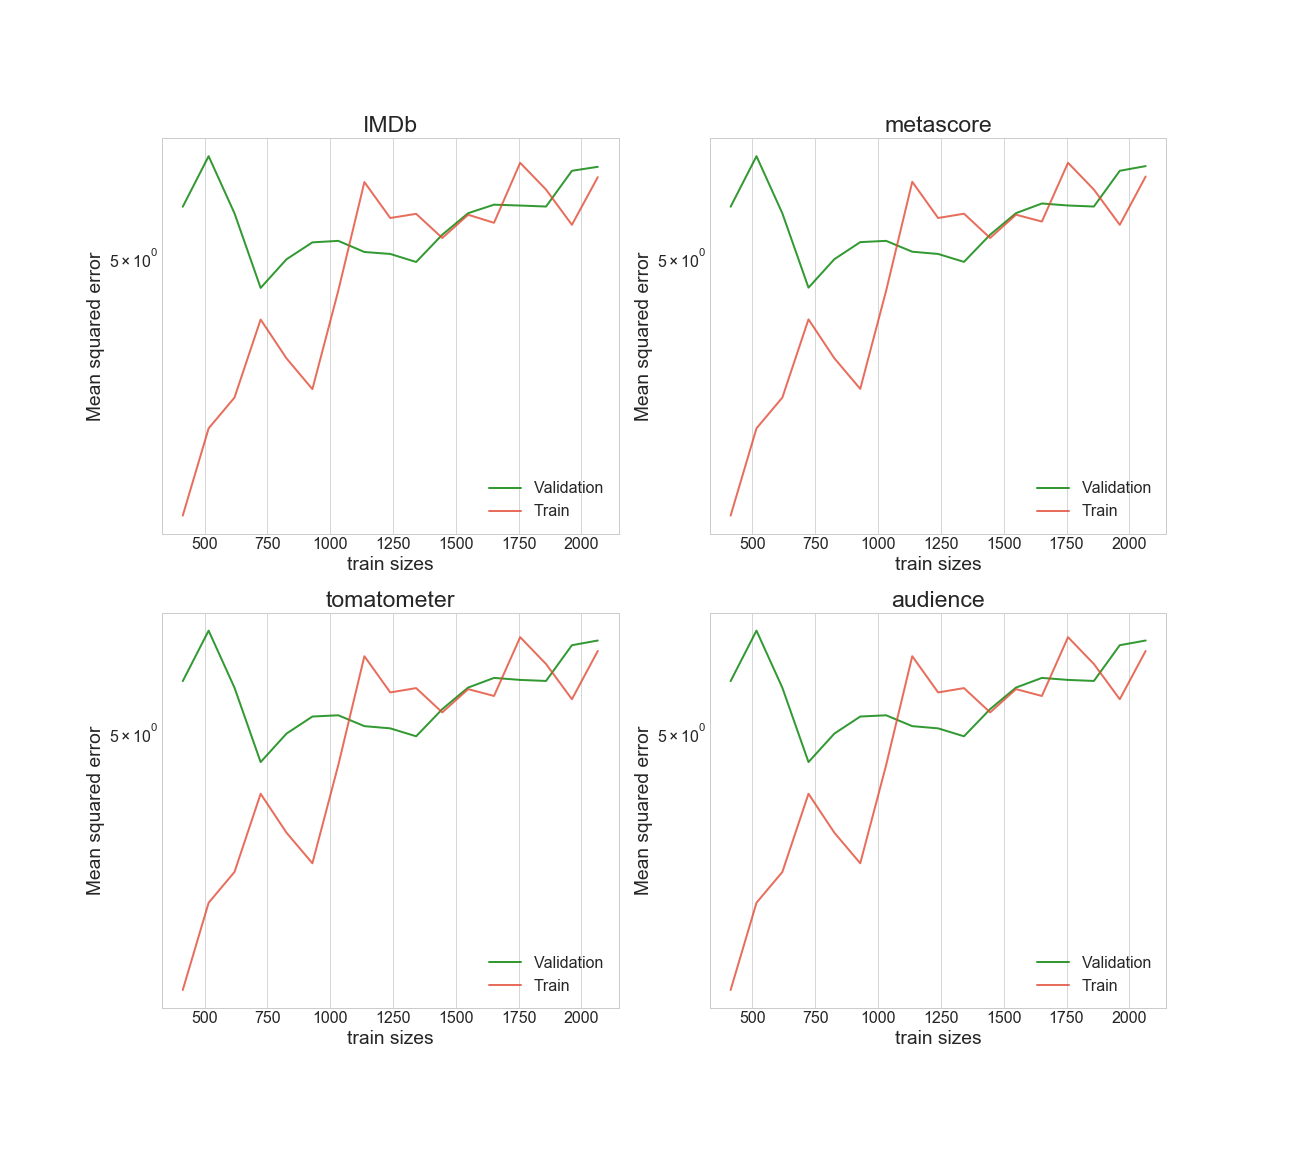 IMDb
metascore
5 × 10⁰
5 × 10⁰
Mean squared error
Mean squared error
Validation
Train
Validation
Train
500 750 1000 1250 1500 1750 2000
500 750 1000 1250 1500 1750 2000
train sizes
train sizes
tomatometer
audience
5 × 10⁰
5 × 10⁰
Mean squared error
Mean squared error
Validation
Train
Validation
Train
500 750 1000 1250 1500 1750 2000
500 750 1000 1250 1500 1750 2000
train sizes
train sizes